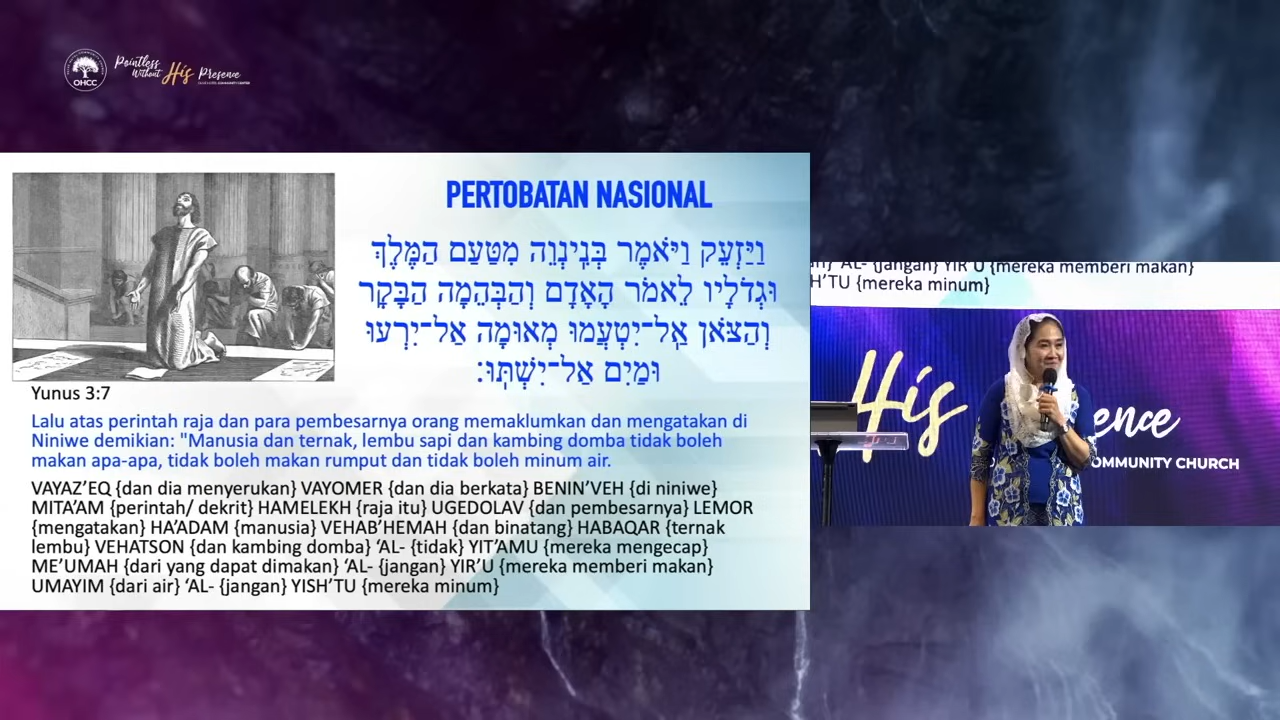 OHCC
Pointless
Without His Presence
PERTOBATAN NASIONAL
וַיַּזְעֵק וַיֹּאמֶר בְּנִינְוֵה מִטַּעַם הַמֶּלֶךְ
וּגְדֹלָיו לֵאמֹר הָאָדָם וְהַבְּהֵמָה הַבָּקָר
וְהַצֹּאן אַל־יִטְעֲמוּ מְאוּמָה אַל־יִרְעוּ
וּמַיִם אַל־יִשְׁתּוּ׃
Yunus 3:7
Lalu atas perintah raja dan para pembesarnya orang memaklumkan dan mengatakan di
Niniwe demikian: "Manusia dan ternak, lembu sapi dan kambing domba tidak boleh
makan apa-apa, tidak boleh makan rumput dan tidak boleh minum air.
VAYAZ’EQ {dan dia menyerukan} VAYOMER {dan dia berkata} BENIN’VEH {di niniwe}
MITA’AM {perintah/ dekrit} HAMELEKH {raja itu} UGEDOLAV {dan pembesarnya} LEMOR
{mengatakan} HA’ADAM {manusia} VEHAB’HEMAH {dan binatang} HABAQAR {ternak
lembu} VEHATSON {dan kambing domba} ‘AL- {tidak} YIT’AMU {mereka mengecap}
ME’UMAH {dari yang dapat dimakan} ‘AL- {jangan} YIR’U {mereka memberi makan}
UMAYIM {dari air} ‘AL- {jangan} YISH’TU {mereka minum}
‘AL- {jangan} YIR’U {mereka memberi makan}
H’TU {mereka minum}
His ence
OMMUNITY CHURCH